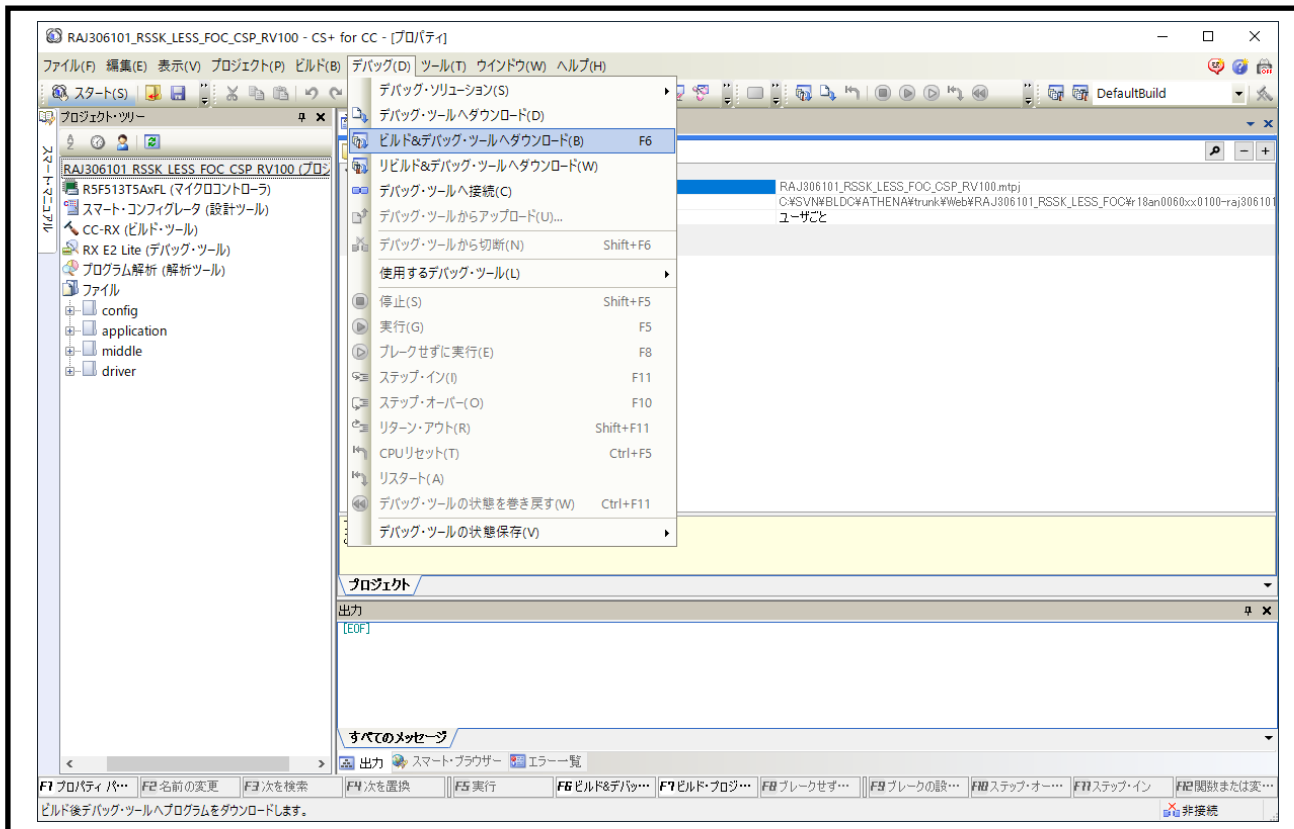 RAJ306101_RSSK_LESS_FOC_CSP_RV100 - CS+ for CC - [プロパティ]
ファイル(F) 編集(E) 表示(V) プロジェクト(P) ビルド(B) デバッグ(D) ツール(T) ウインドウ(W) ヘルプ(H)
スタート(S)
DefaultBuild
プロジェクト・ツリー
スマート・マニュアル
RAJ306101_RSSK_LESS_FOC_CSP_RV100 (プロジ
R5F513T5AxFL (マイクロコントローラ)
スマート・コンフィグレータ (設計ツール)
CC-RX (ビルド・ツール)
RX E2 Lite (デバッグ・ツール)
プログラム解析 (解析ツール)
ファイル
config
application
middle
driver
デバッグ・ソリューション(S)
デバッグ・ツールへダウンロード(D)
ビルド&デバッグ・ツールへダウンロード(B) F6
リビルド&デバッグ・ツールへダウンロード(W)
デバッグ・ツールへ接続(C)
デバッグ・ツールからアップロード(U)...
デバッグ・ツールから切断(N) Shift+F6
使用するデバッグ・ツール(L)
停止(S) Shift+F5
実行(G) F5
ブレークせずに実行(E) F8
ステップ・イン(I) F11
ステップ・オーバー(O) F10
リターン・アウト(R) Shift+F11
CPUリセット(T) Ctrl+F5
リスタート(A)
デバッグ・ツールの状態を巻き戻す(W) Ctrl+F11
デバッグ・ツールの状態保存(V)
RAJ306101_RSSK_LESS_FOC_CSP_RV100.mtpj
C:¥SVN¥BLDC¥ATHENA¥trunk¥Web¥RAJ306101_RSSK_LESS_FOC¥r18an0060xx0100-raj306101
ユーザごと
プロジェクト
出力
[EOF]
すべてのメッセージ
出力 スマート・ブラウザー エラー一覧
F1 プロパティ パ… F2 名前の変更 F3 次を検索 F4 次を置換 F5 実行 F6 ビルド&デバッ… F7 ビルド・プロジ… F8 ブレークせず… F9 ブレークの設… F10 ステップ・オー… F11 ステップ・イン F12 関数または変…
ビルド後デバッグ・ツールへプログラムをダウンロードします。
非接続